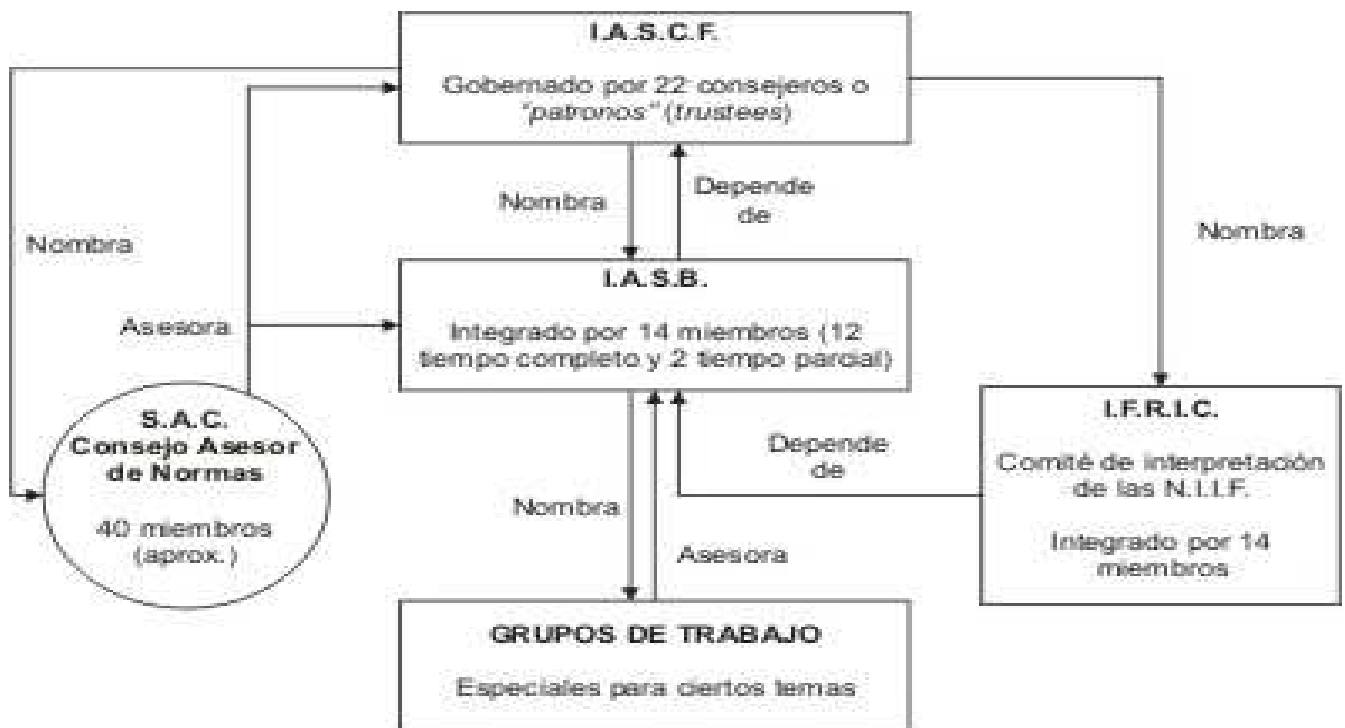 I.A.S.C.F.
Gobernado por 22 consejeros o
"patronos" (trustees)
Nombra
Depende
de
Nombra
Nombra
Asesora
I.A.S.B.
Integrado por 14 miembros (12
tiempo completo y 2 tiempo parcial)
S.A.C.
Consejo Asesor
de Normas
40 miembros
(aprox.)
Nombra
Asesora
Depende
de
I.F.R.I.C.
Comité de interpretación
de las N.I.I.F.
Integrado por 14
miembros
GRUPOS DE TRABAJO
Especiales para ciertos temas